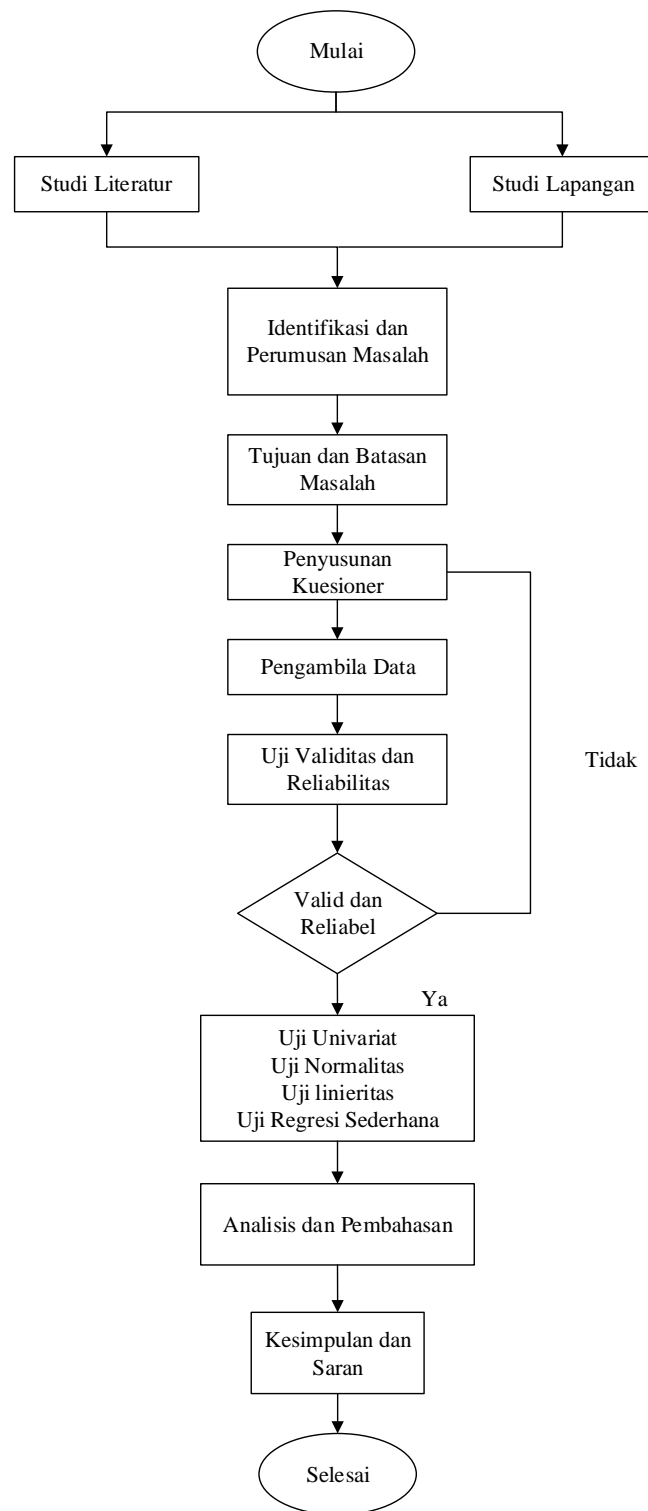 Mulai
Studi Literatur
Studi Lapangan
Identifikasi dan
Perumusan Masalah
Tujuan dan Batasan
Masalah
Penyusunan
Kuesioner
Pengambila Data
Uji Validitas dan
Reliabilitas
Tidak
Valid dan
Reliabel
Ya
Uji Univariat
Uji Normalitas
Uji linieritas
Uji Regresi Sederhana
Analisis dan Pembahasan
Kesimpulan dan
Saran
Selesai